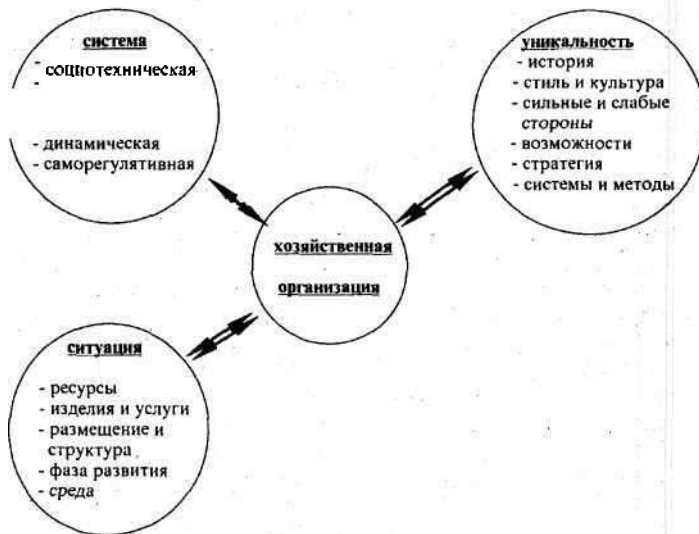 система
-
социотехническая
-
- динамическая
- саморегулятивная
уникальность
- история
- стиль и культура
- сильные и слабые
стороны
- возможности
- стратегия
- системы и методы
хозяйственная
организация
ситуация
- ресурсы
- изделия и услуги
- размещение и
структура
- фаза развития
- среда